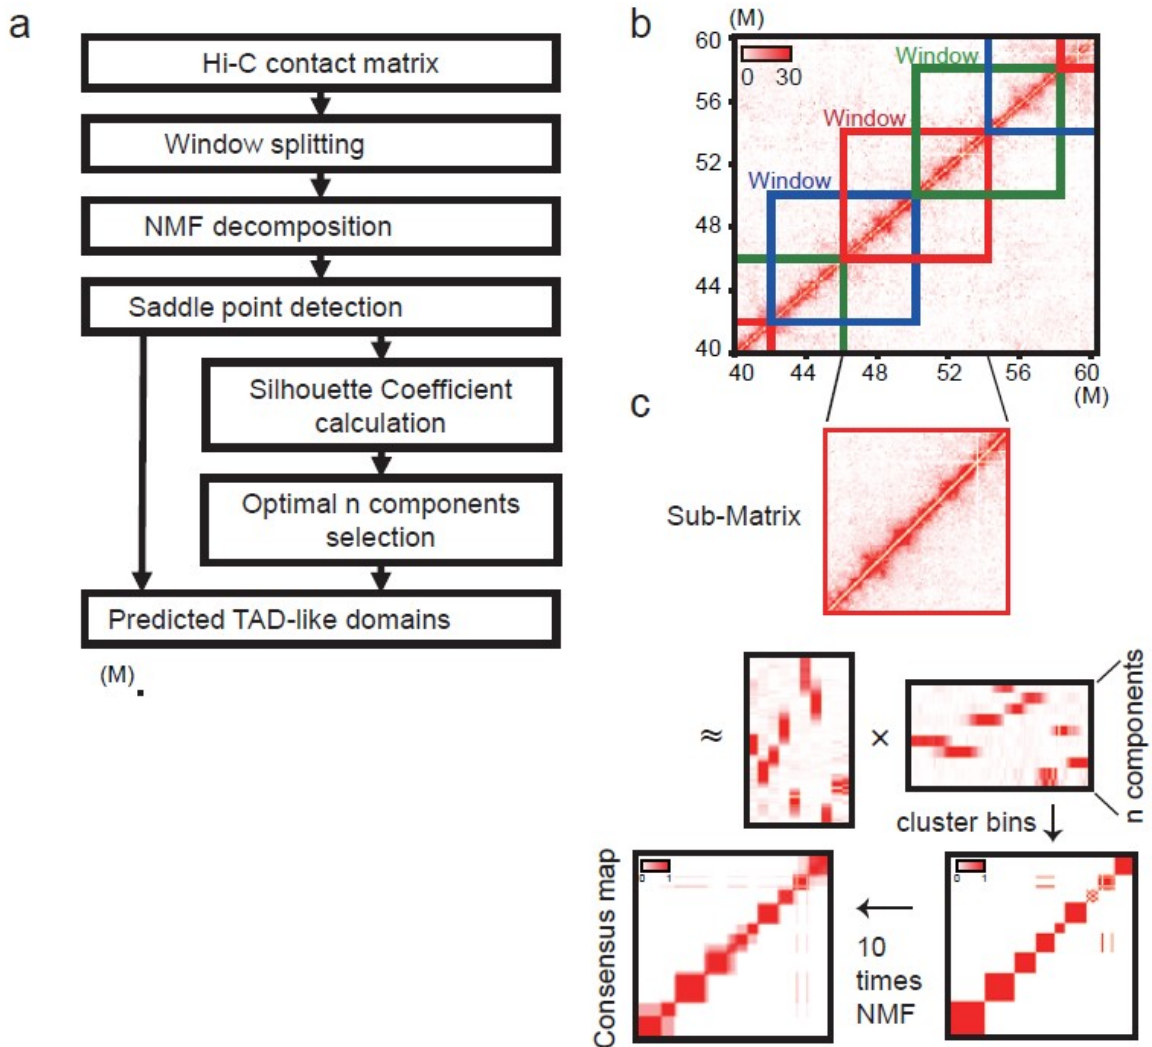 a
Hi-C contact matrix
Window splitting
NMF decomposition
Saddle point detection
Silhouette Coefficient
calculation
Optimal n components
selection
Predicted TAD-like domains
(M)
b
(M)
60
56
52
48
44
40
0 30
Window
Window
Window
40 44 48 52 56 60
(M)
c
Sub-Matrix
≈
×
n components
cluster bins
0 1
10
times
NMF
0 1
Consensus map